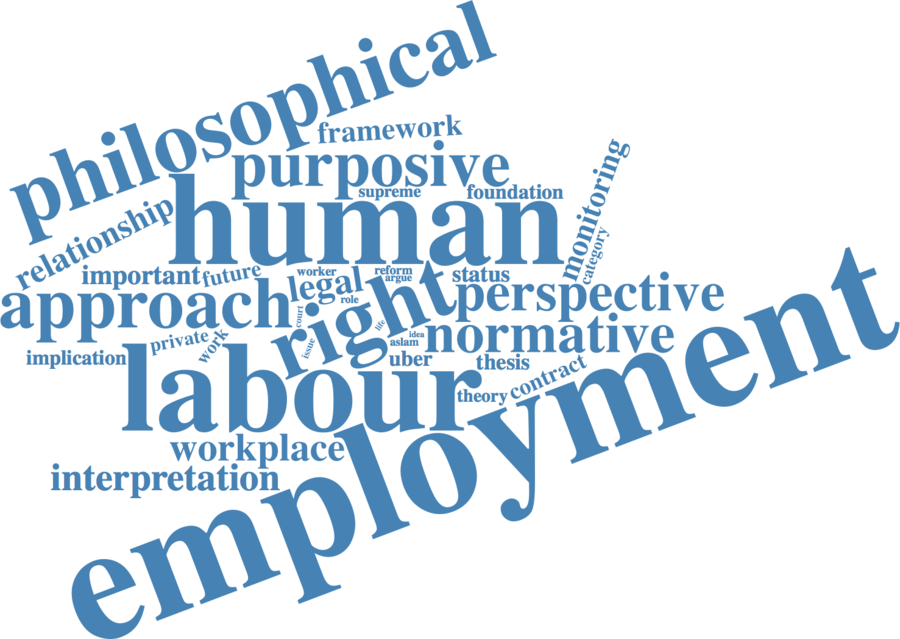 philosophical
framework
purposive
supreme
foundation
monitoring
category
relationship
human
important
future
worker
reform
argue
status
legal
role
right
approach
perspective
court
life
idea
aslam
normative
private
work
issue
implication
uber
thesis
labour
theory
contract
workplace
interpretation
employment